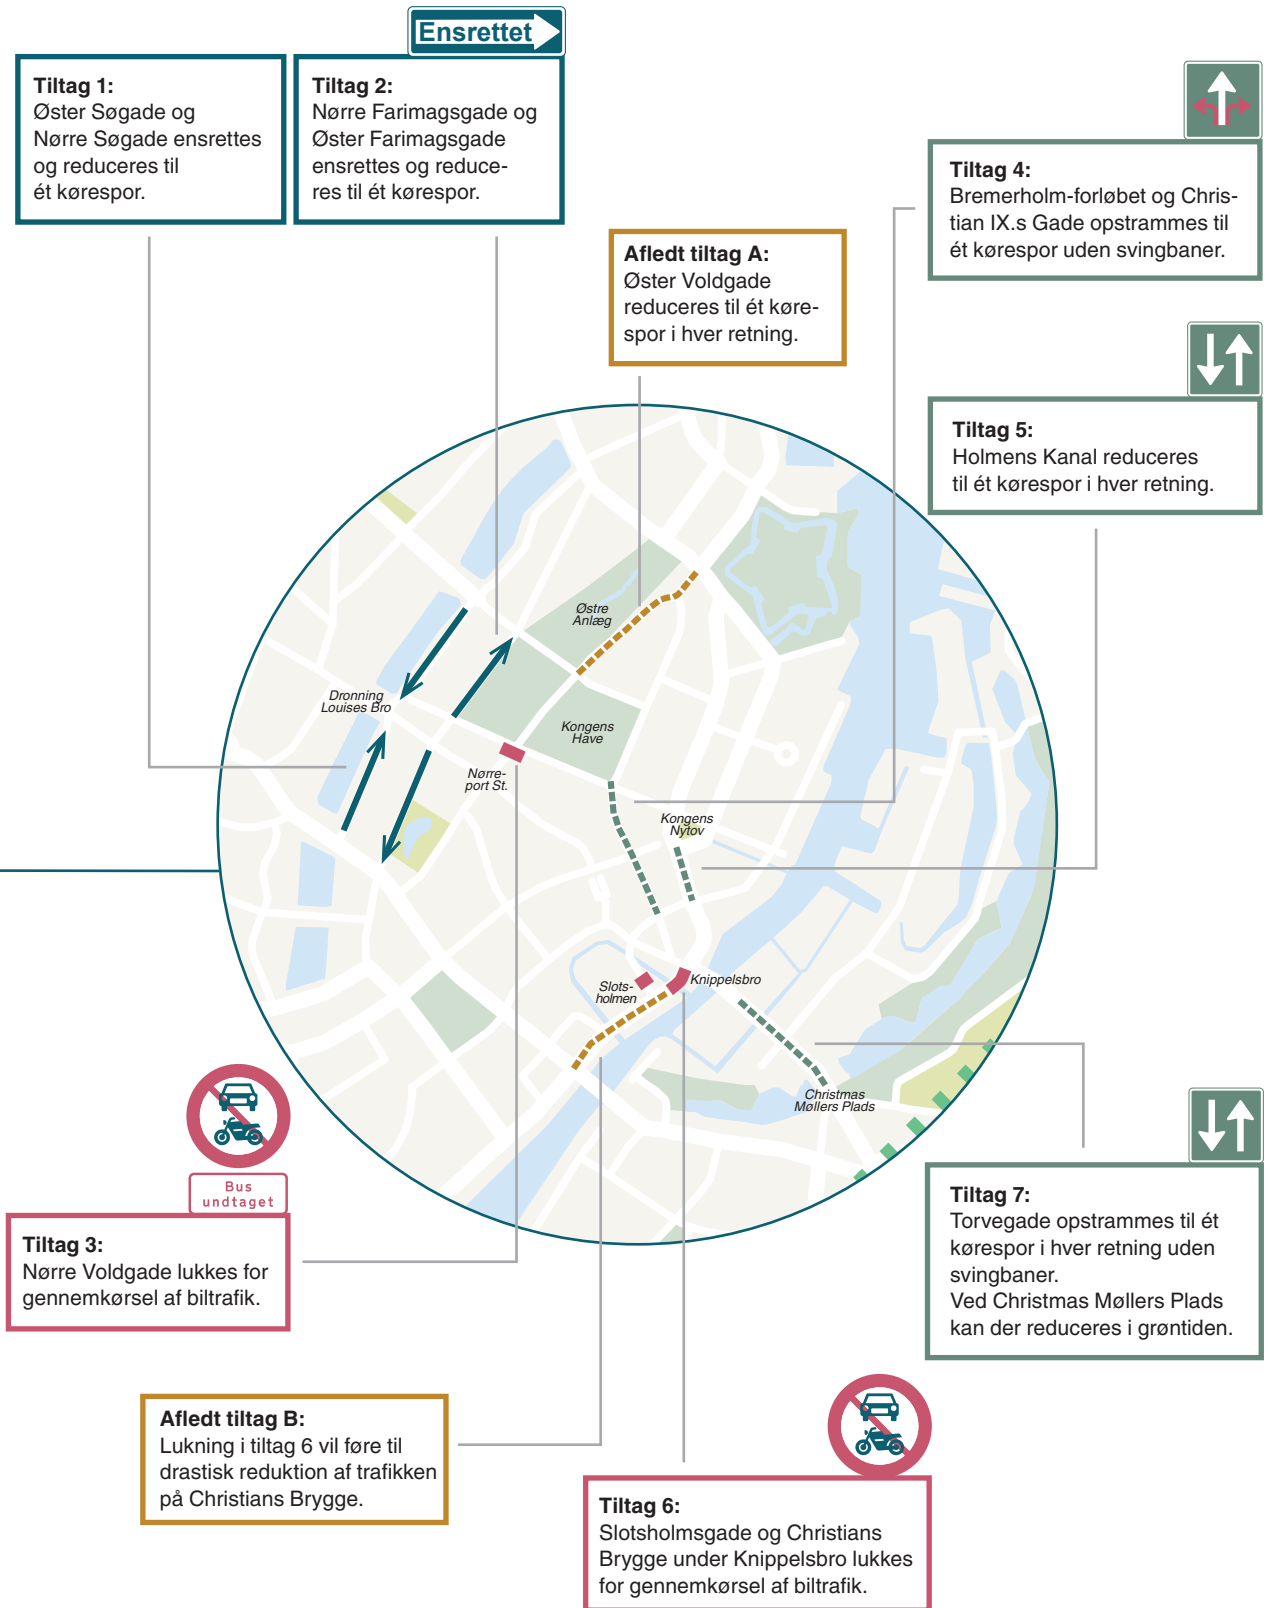 Ensrettet
Tiltag 1:
Øster Søgade og
Nørre Søgade ensrettes
og reduceres til
ét kørespor.
Tiltag 2:
Nørre Farimagsgade og
Øster Farimagsgade
ensrettes og reduce-
res til ét kørespor.
Tiltag 4:
Bremerholm-forløbet og Chris-
tian IX.s Gade opstrammes til
ét kørespor uden svingbaner.
Afledt tiltag A:
Øster Voldgade
reduceres til ét køre-
spor i hver retning.
Tiltag 5:
Holmens Kanal reduceres
til ét kørespor i hver retning.
Østre
Anlæg
Dronning
Louises Bro
Kongens
Have
Nørre-
port St.
Kongens
Nytov
Slots-
holmen
Knippelsbro
Christmas
Møllers Plads
Bus
undtaget
Tiltag 3:
Nørre Voldgade lukkes for
gennemkørsel af biltrafik.
Tiltag 7:
Torvegade opstrammes til ét
kørespor i hver retning uden
svingbaner.
Ved Christmas Møllers Plads
kan der reduceres i grøntiden.
Afledt tiltag B:
Lukning i tiltag 6 vil føre til
drastisk reduktion af trafikken
på Christians Brygge.
Tiltag 6:
Slotsholmsgade og Christians
Brygge under Knippelsbro lukkes
for gennemkørsel af biltrafik.